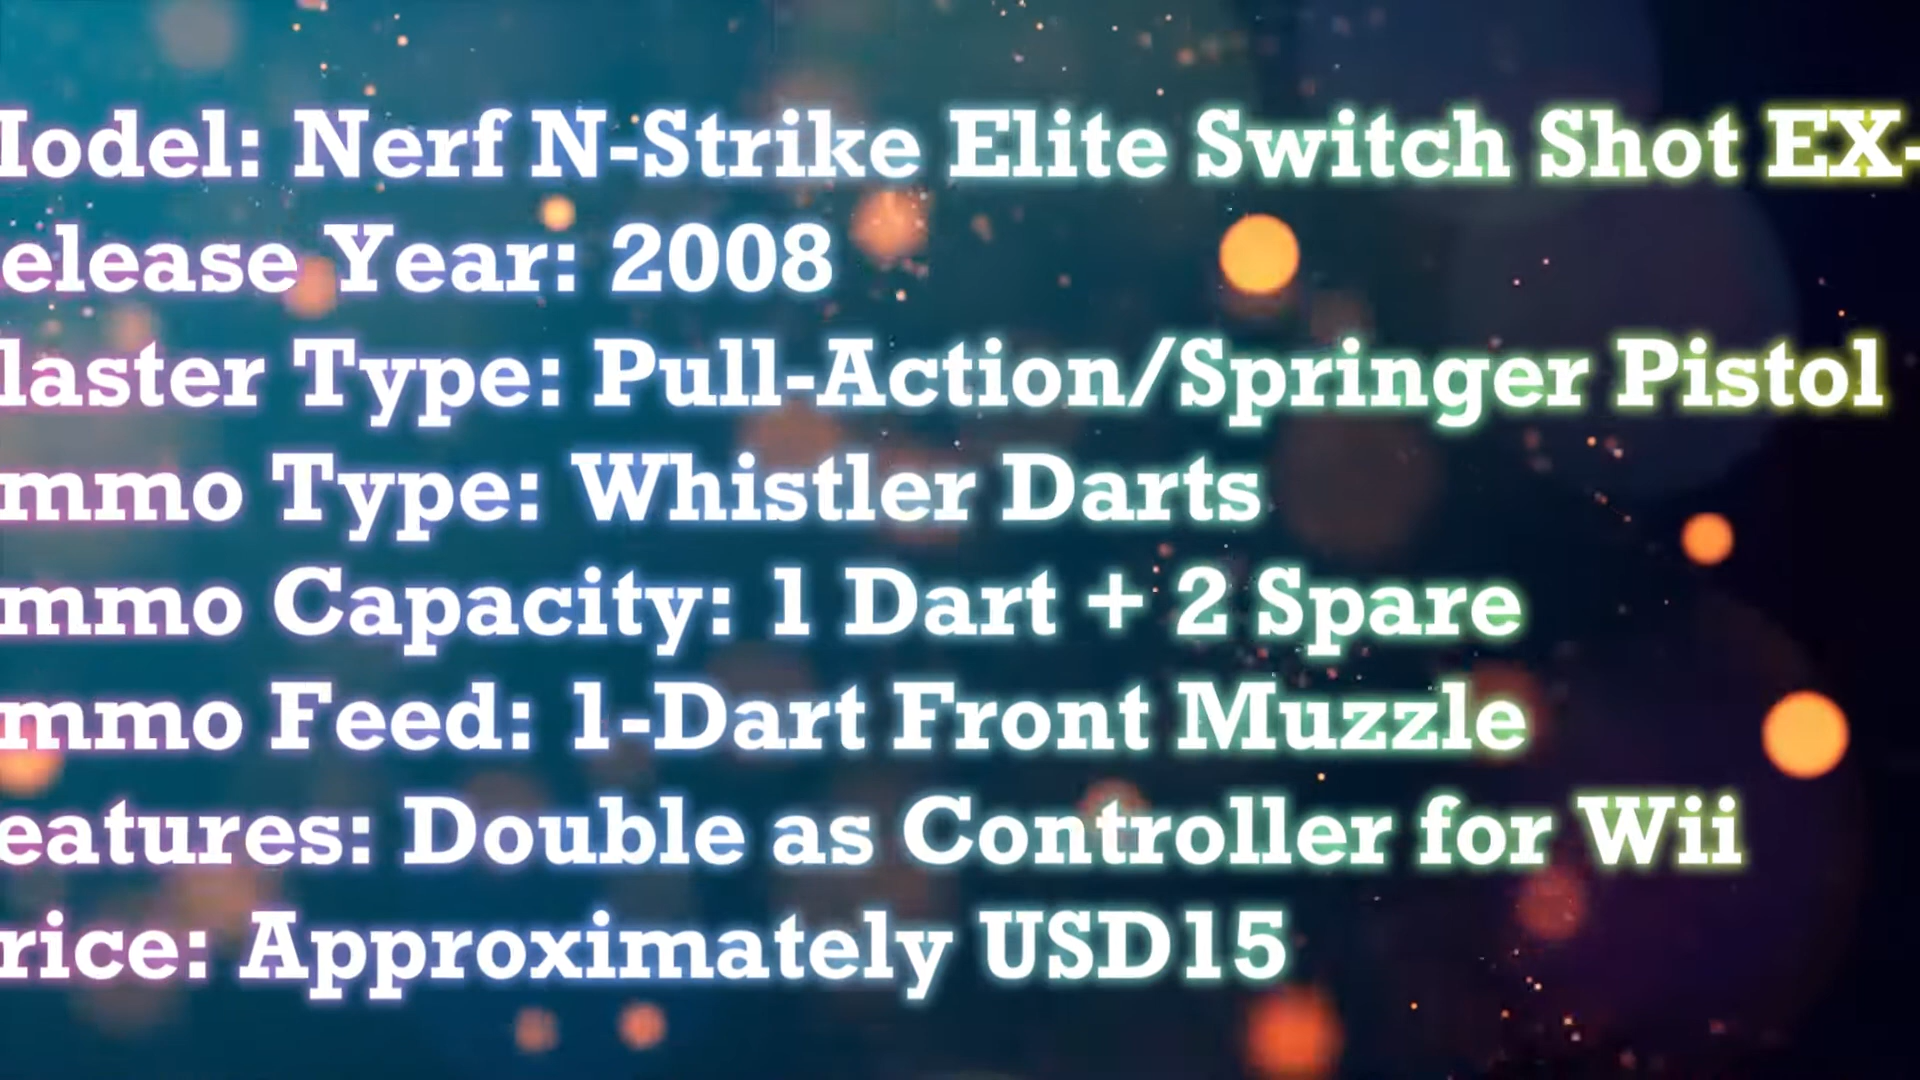 Iodel: Nerf N-Strike Elite Switch Shot EX-
elease Year: 2008
laster Type: Pull-Action/Springer Pistol
mmo Type: Whistler Darts
mmo Capacity: 1 Dart + 2 Spare
mmo Feed: 1-Dart Front Muzzle
eatures: Double as Controller for Wii
rice: Approximately USD15